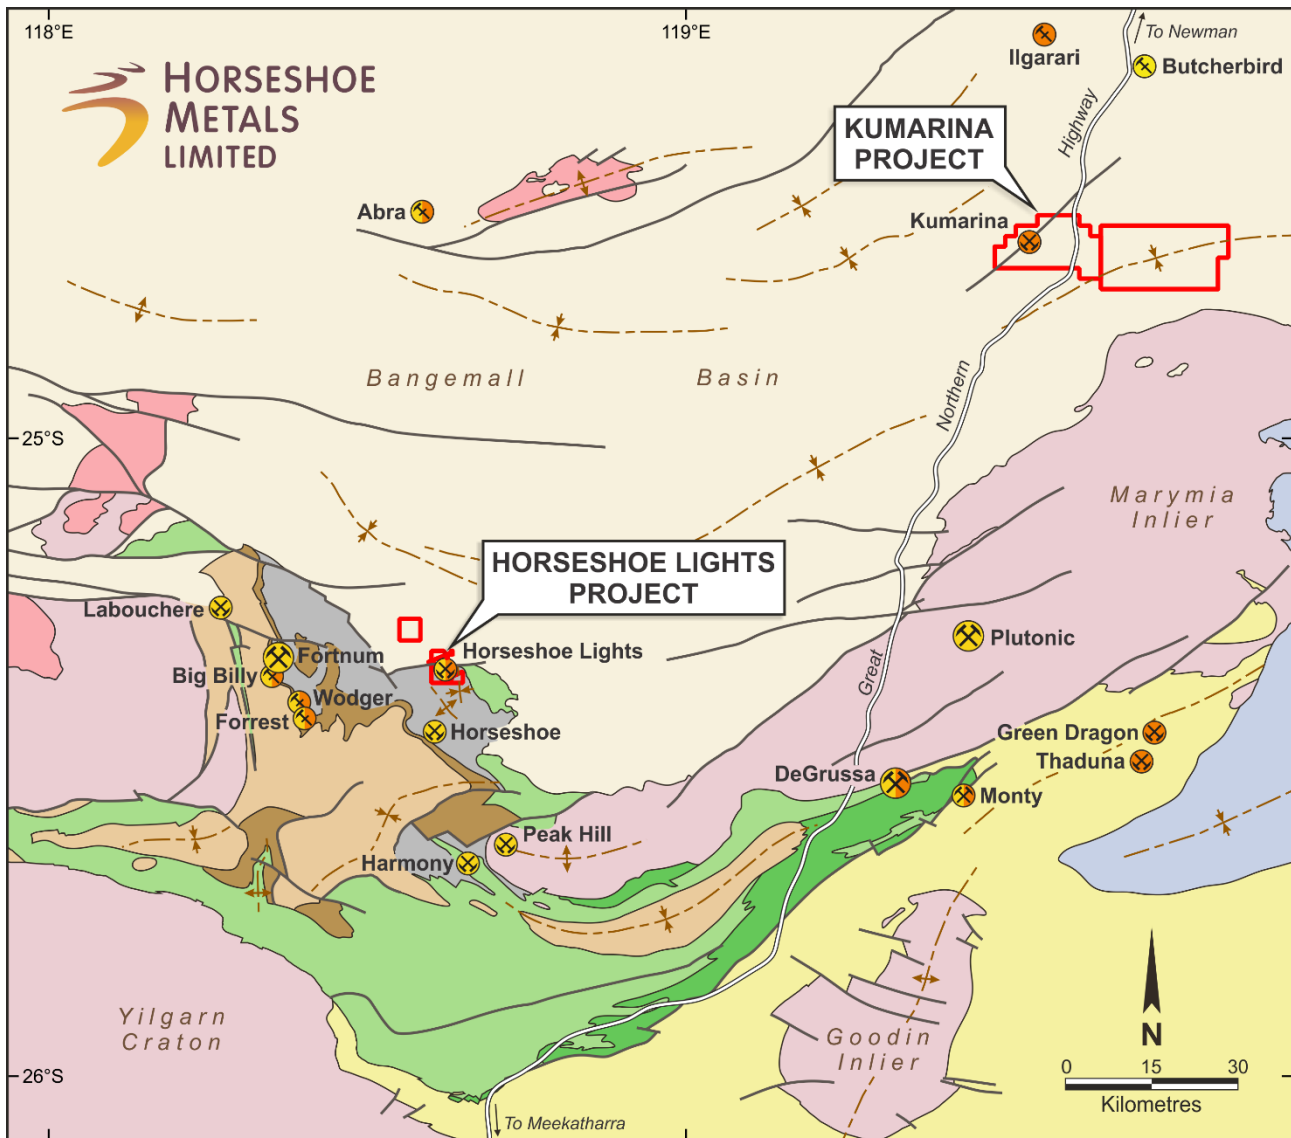 118°E
119°E
To Newman
HORSESHOE
METALS
LIMITED
Ilgarari
Butcherbird
KUMARINA
PROJECT
Highway
Abra
Kumarina
Bangemall Basin
Northern
25°S
Marymia
Inlier
HORSESHOE LIGHTS
PROJECT
Labouchere
Horseshoe Lights
Plutonic
Fortnum
Big Billy
Wodger
Forrest
Horseshoe
Great
Green Dragon
Thaduna
DeGrussa
Monty
Peak Hill
Harmony
Yilgarn
Craton
Goodin
Inlier
N
26°S
0 15 30
Kilometres
To Meekatharra